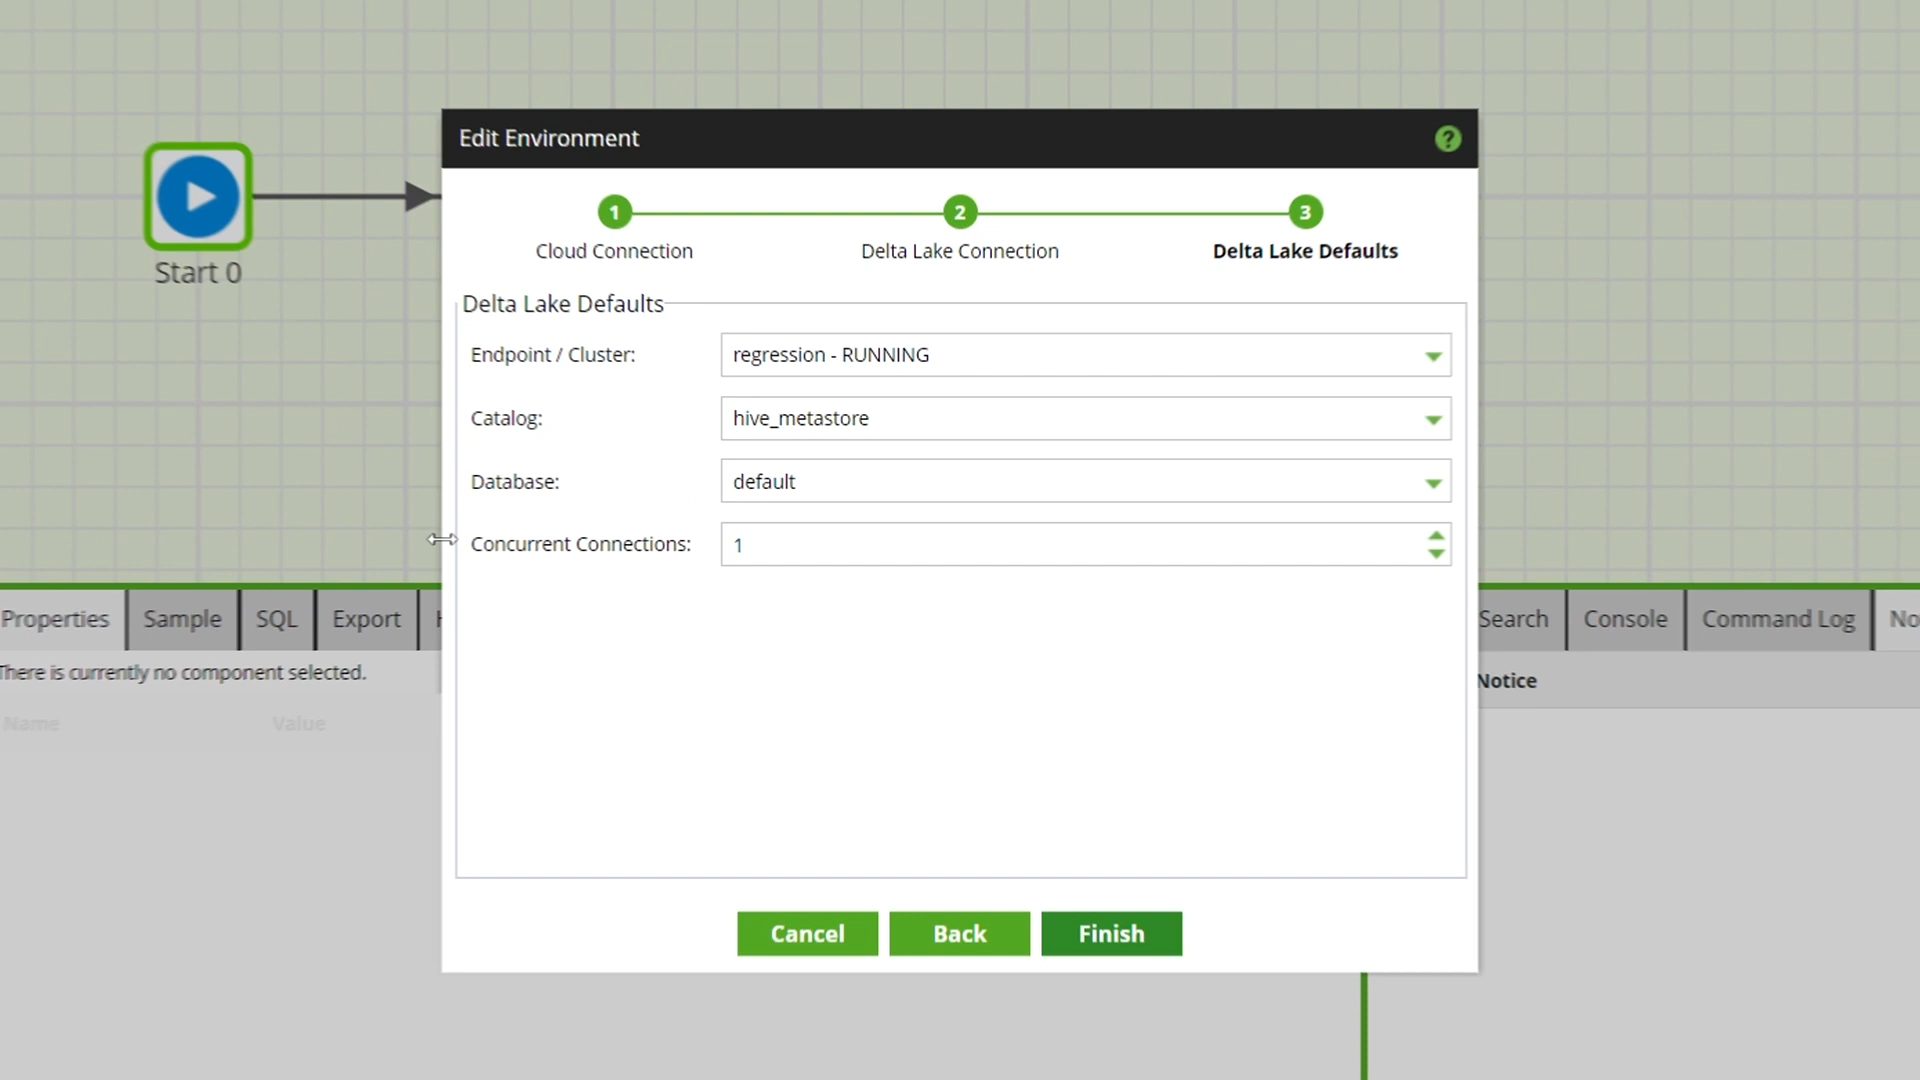 Edit Environment
?
1
2
3
Cloud Connection
Delta Lake Connection
Delta Lake Defaults
Start 0
Delta Lake Defaults
Endpoint / Cluster:
regression - RUNNING
Catalog:
hive_metastore
Database:
default
Concurrent Connections:
1
Properties
Sample
SQL
Export
Search
Console
Command Log
No
There is currently no component selected.
Notice
Name
Value
Cancel
Back
Finish